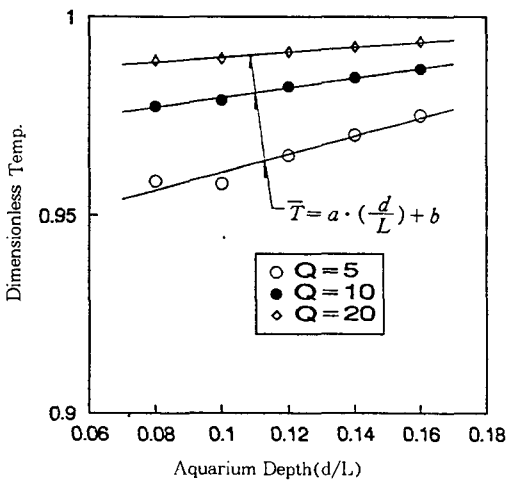 1
0.95
0.9
Dimensionless Temp.
T̅ = a · (d/L) + b
○ Q=5
● Q=10
◇ Q=20
0.06 0.08 0.10 0.12 0.14 0.16 0.18
Aquarium Depth(d/L)